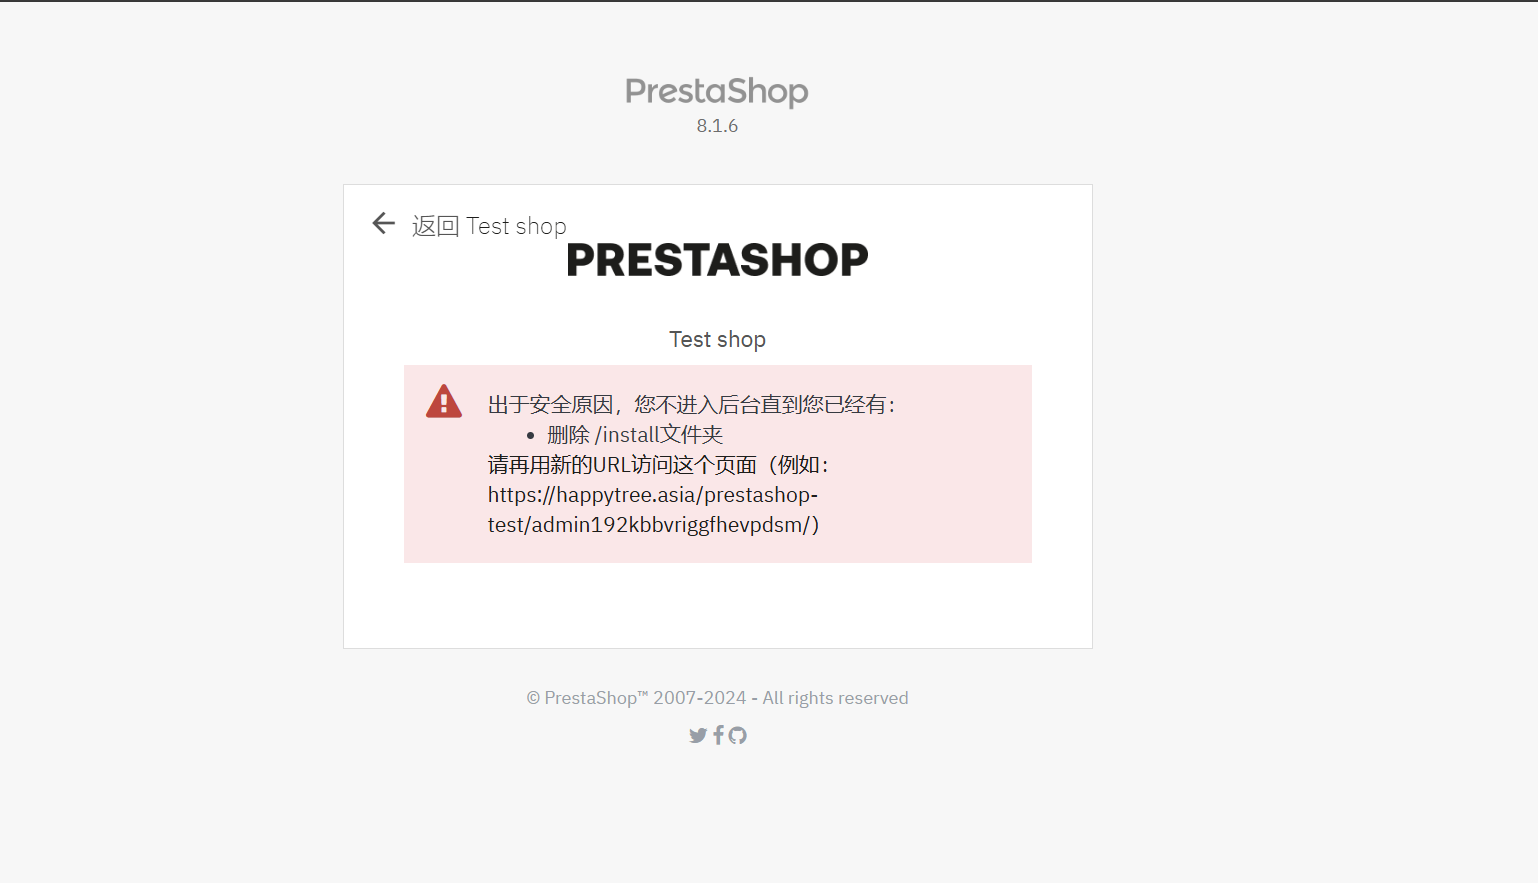 PrestaShop
8.1.6
返回 Test shop
PRESTASHOP
Test shop
出于安全原因，您不进入后台直到您已经有：
• 删除 /install文件夹
请再用新的URL访问这个页面（例如：
https://happytree.asia/prestashop-
test/admin192kbbvriggfhevpdsm/）
© PrestaShop™ 2007-2024 - All rights reserved